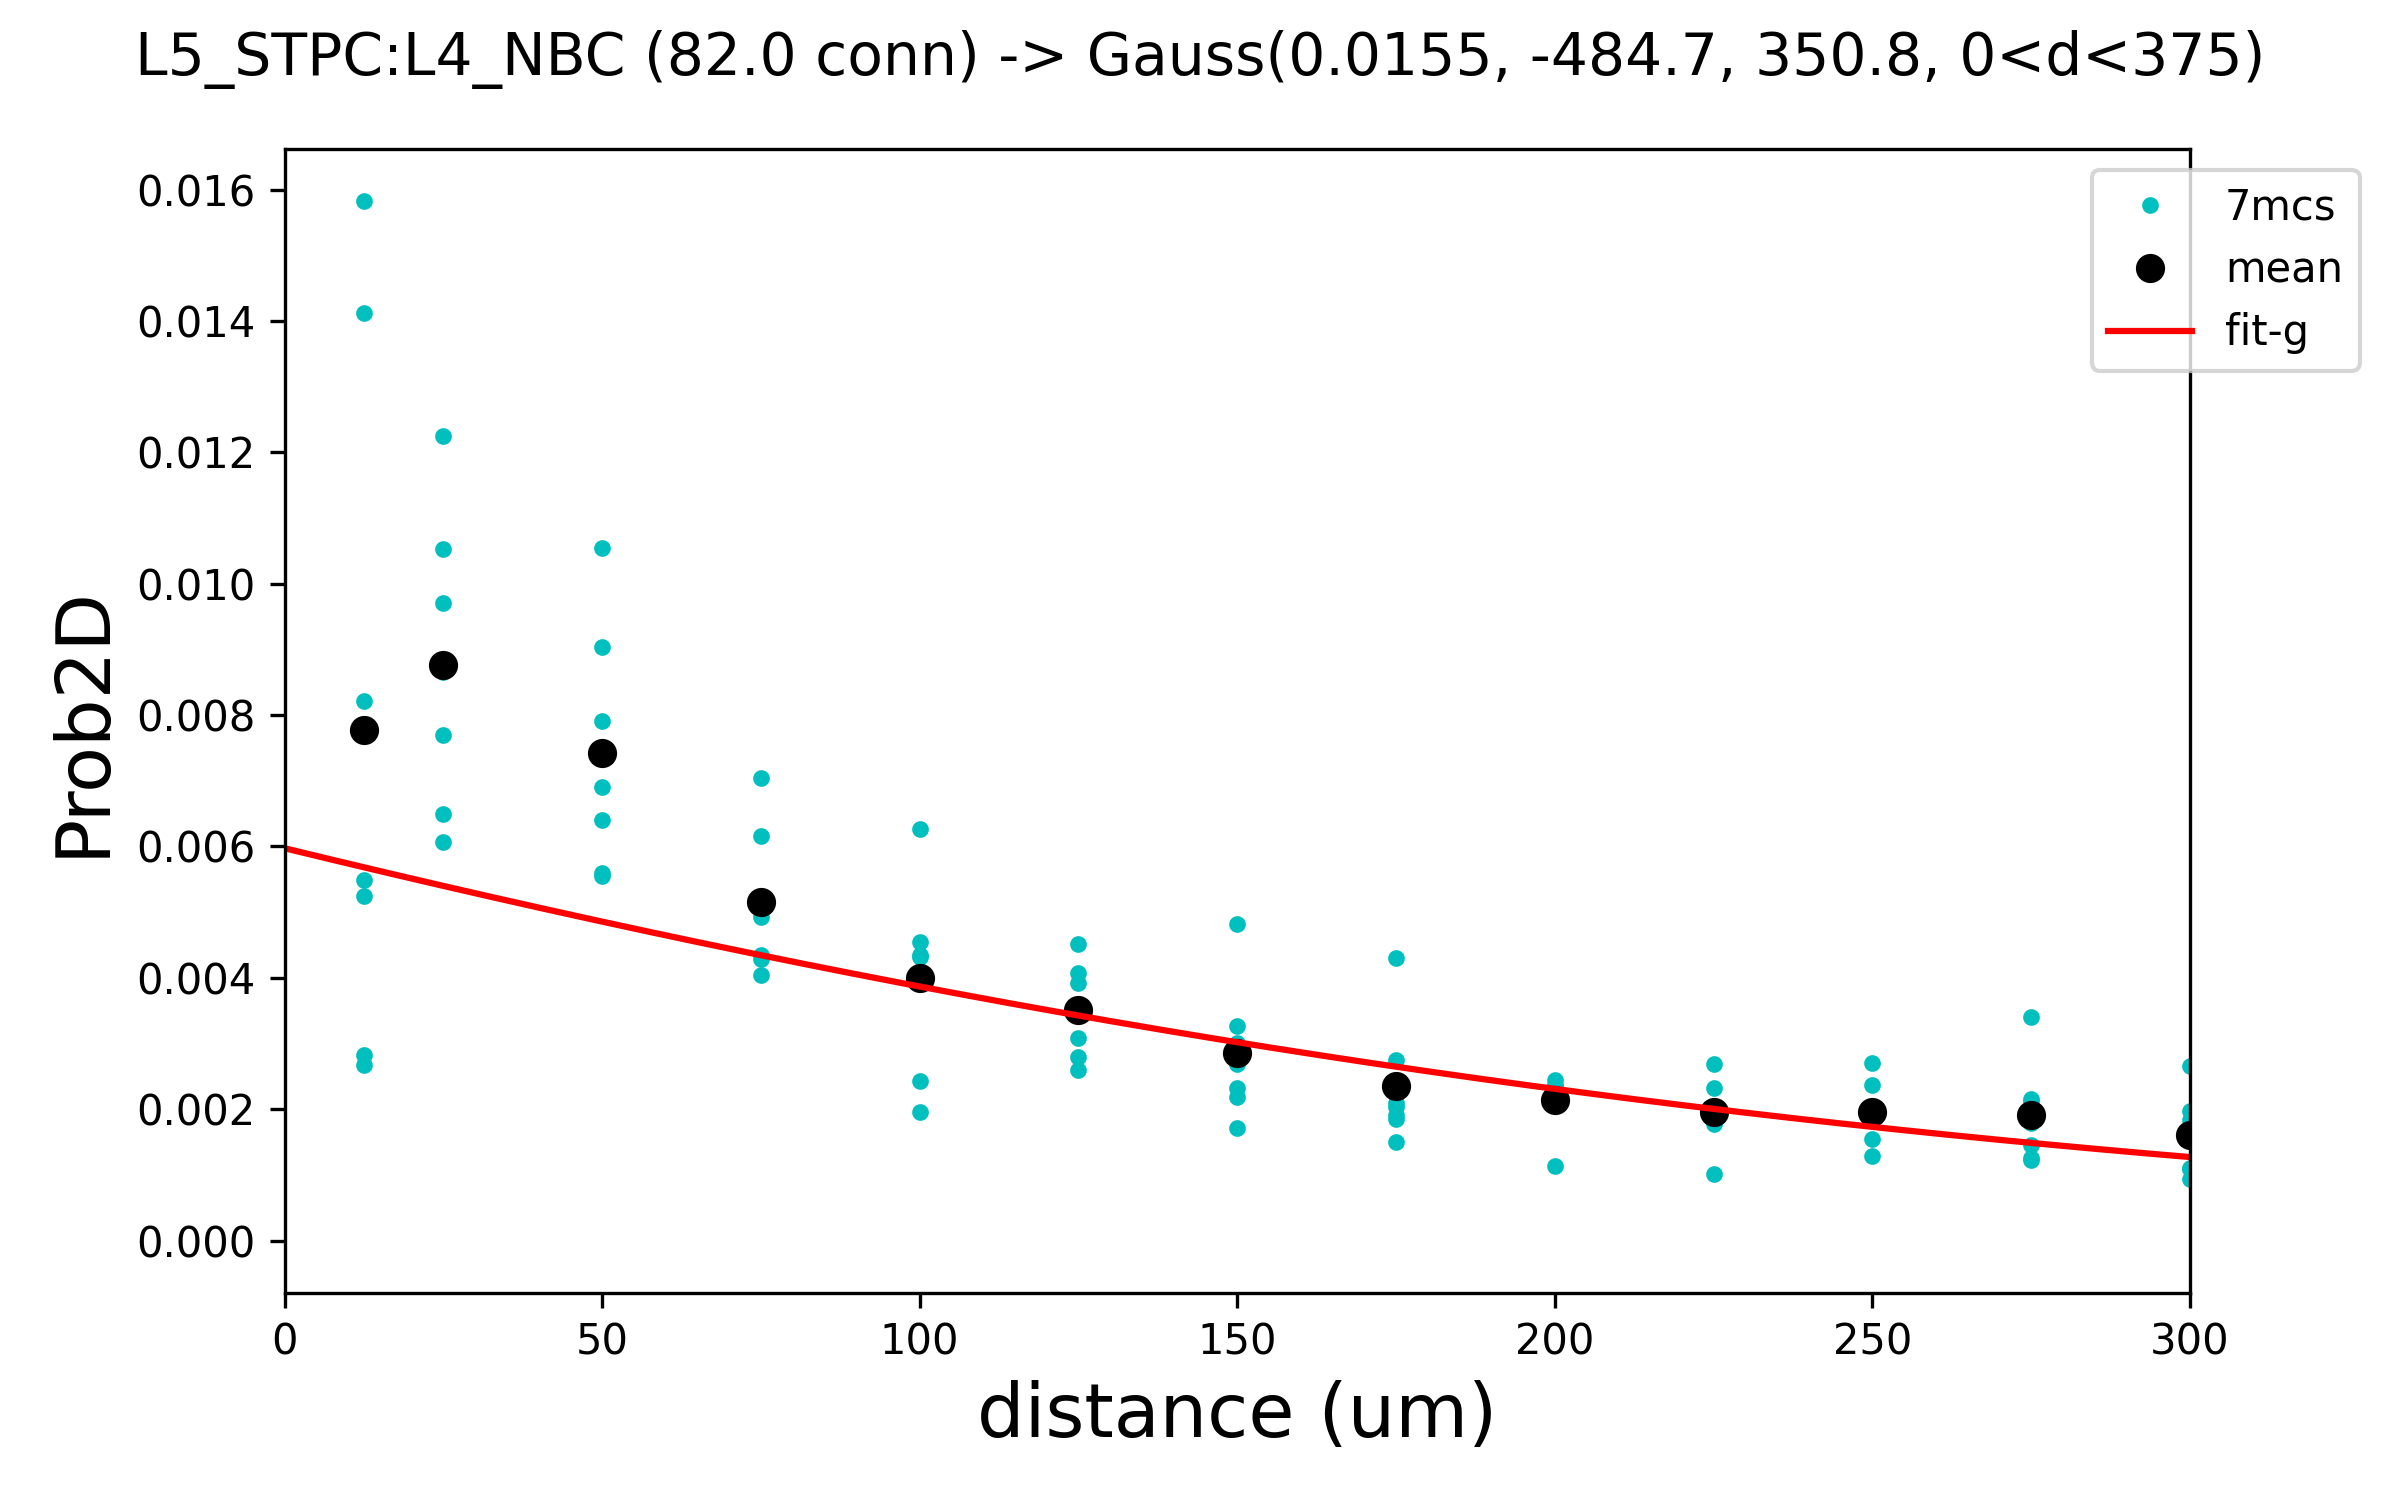 L5_STPC:L4_NBC (82.0 conn) -> Gauss(0.0155, -484.7, 350.8, 0<d<375)
0.016
0.014
0.012
0.010
0.008
0.006
0.004
0.002
0.000
Prob2D
0 50 100 150 200 250 300
distance (um)
7mcs
mean
fit-g